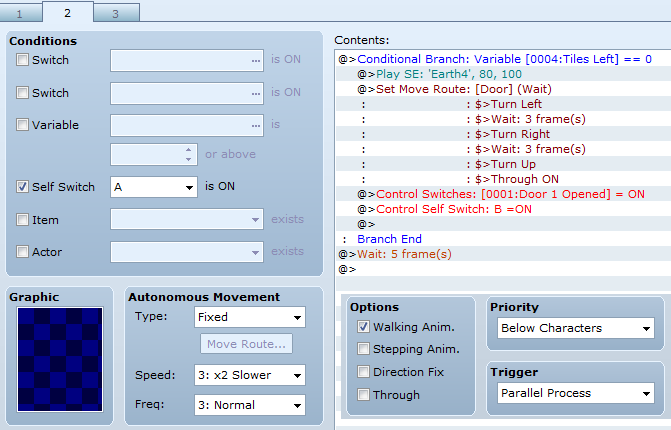 1 2 3
Conditions
Switch ... is ON
Switch ... is ON
Variable ... is
or above
Self Switch A is ON
Item exists
Actor exists
Graphic
Autonomous Movement
Type: Fixed
Move Route...
Speed: 3: x2 Slower
Freq: 3: Normal
Contents:
@>Conditional Branch: Variable [0004:Tiles Left] == 0
@>Play SE: 'Earth4', 80, 100
@>Set Move Route: [Door] (Wait)
: : $>Turn Left
: : $>Wait: 3 frame(s)
: : $>Turn Right
: : $>Wait: 3 frame(s)
: : $>Turn Up
: : $>Through ON
@>Control Switches: [0001:Door 1 Opened] = ON
@>Control Self Switch: B =ON
@>
: Branch End
@>Wait: 5 frame(s)
@>
Options
Walking Anim.
Stepping Anim.
Direction Fix
Through
Priority
Below Characters
Trigger
Parallel Process